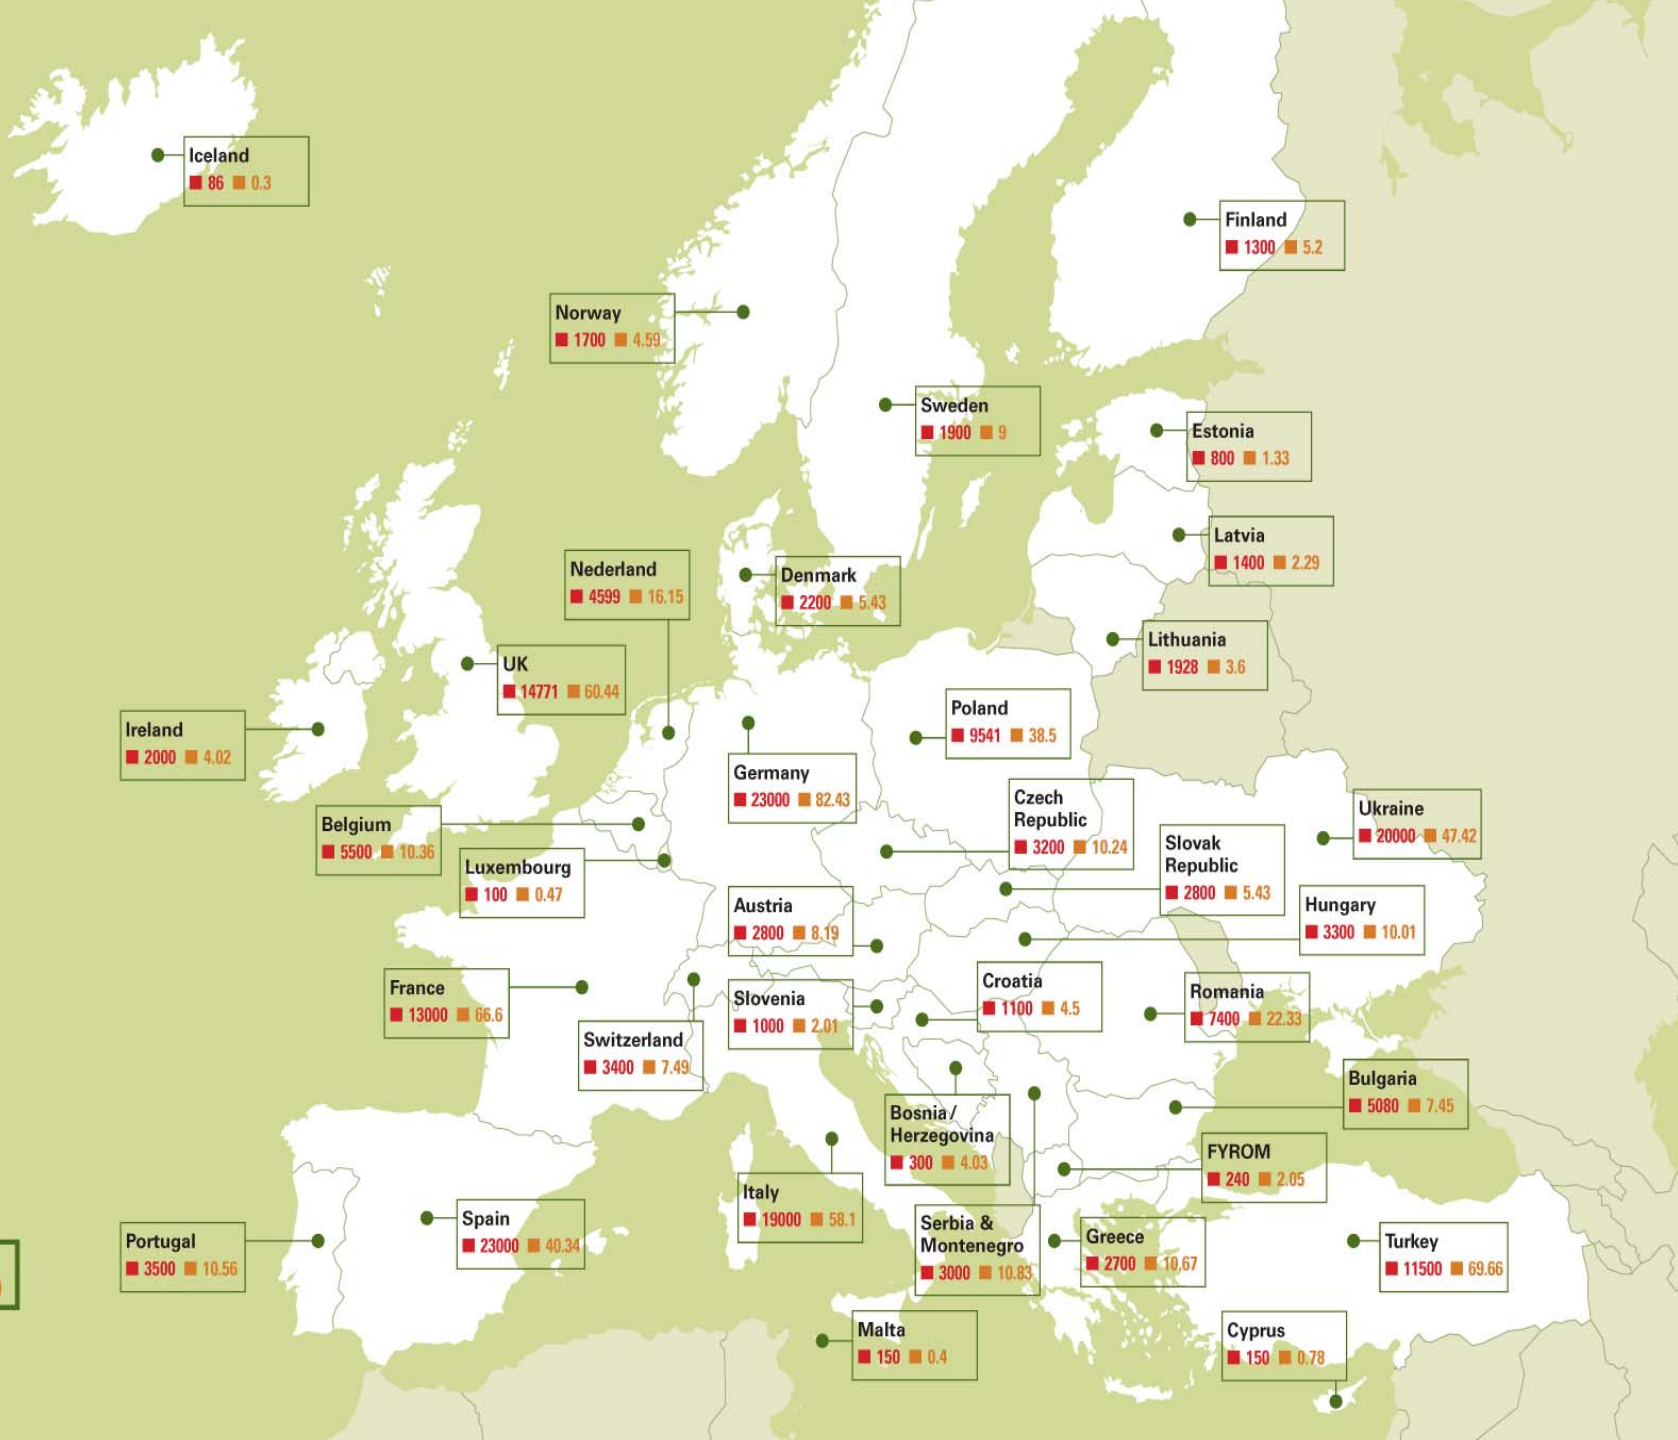 Iceland
86 0.3
Finland
1300 5.2
Norway
1700 4.59
Sweden
1900 9
Estonia
800 1.33
Latvia
1400 2.29
Nederland
4599 16.15
Denmark
2200 5.43
Lithuania
1928 3.6
UK
14771 60.44
Poland
9541 38.5
Ireland
2000 4.02
Germany
23000 82.43
Czech
Republic
3200 10.24
Ukraine
20000 47.42
Belgium
5500 10.36
Slovak
Republic
2800 5.43
Luxembourg
100 0.47
Austria
2800 8.19
Hungary
3300 10.01
France
13000 66.6
Croatia
1100 4.5
Romania
7400 22.33
Slovenia
1000 2.01
Switzerland
3400 7.49
Bulgaria
5080 7.45
Bosnia/
Herzegovina
300 4.03
FYROM
240 2.05
Italy
19000 58.1
Spain
23000 40.34
Serbia &
Montenegro
3000 10.83
Greece
2700 10,67
Portugal
3500 10.56
Turkey
11500 69.66
Malta
150 0.4
Cyprus
150 0.78